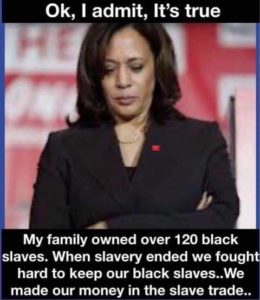 Ok, I admit, It's true
HE
My family owned over 120 black
slaves. When slavery ended we fought
hard to keep our black slaves..We
made our money in the slave trade..